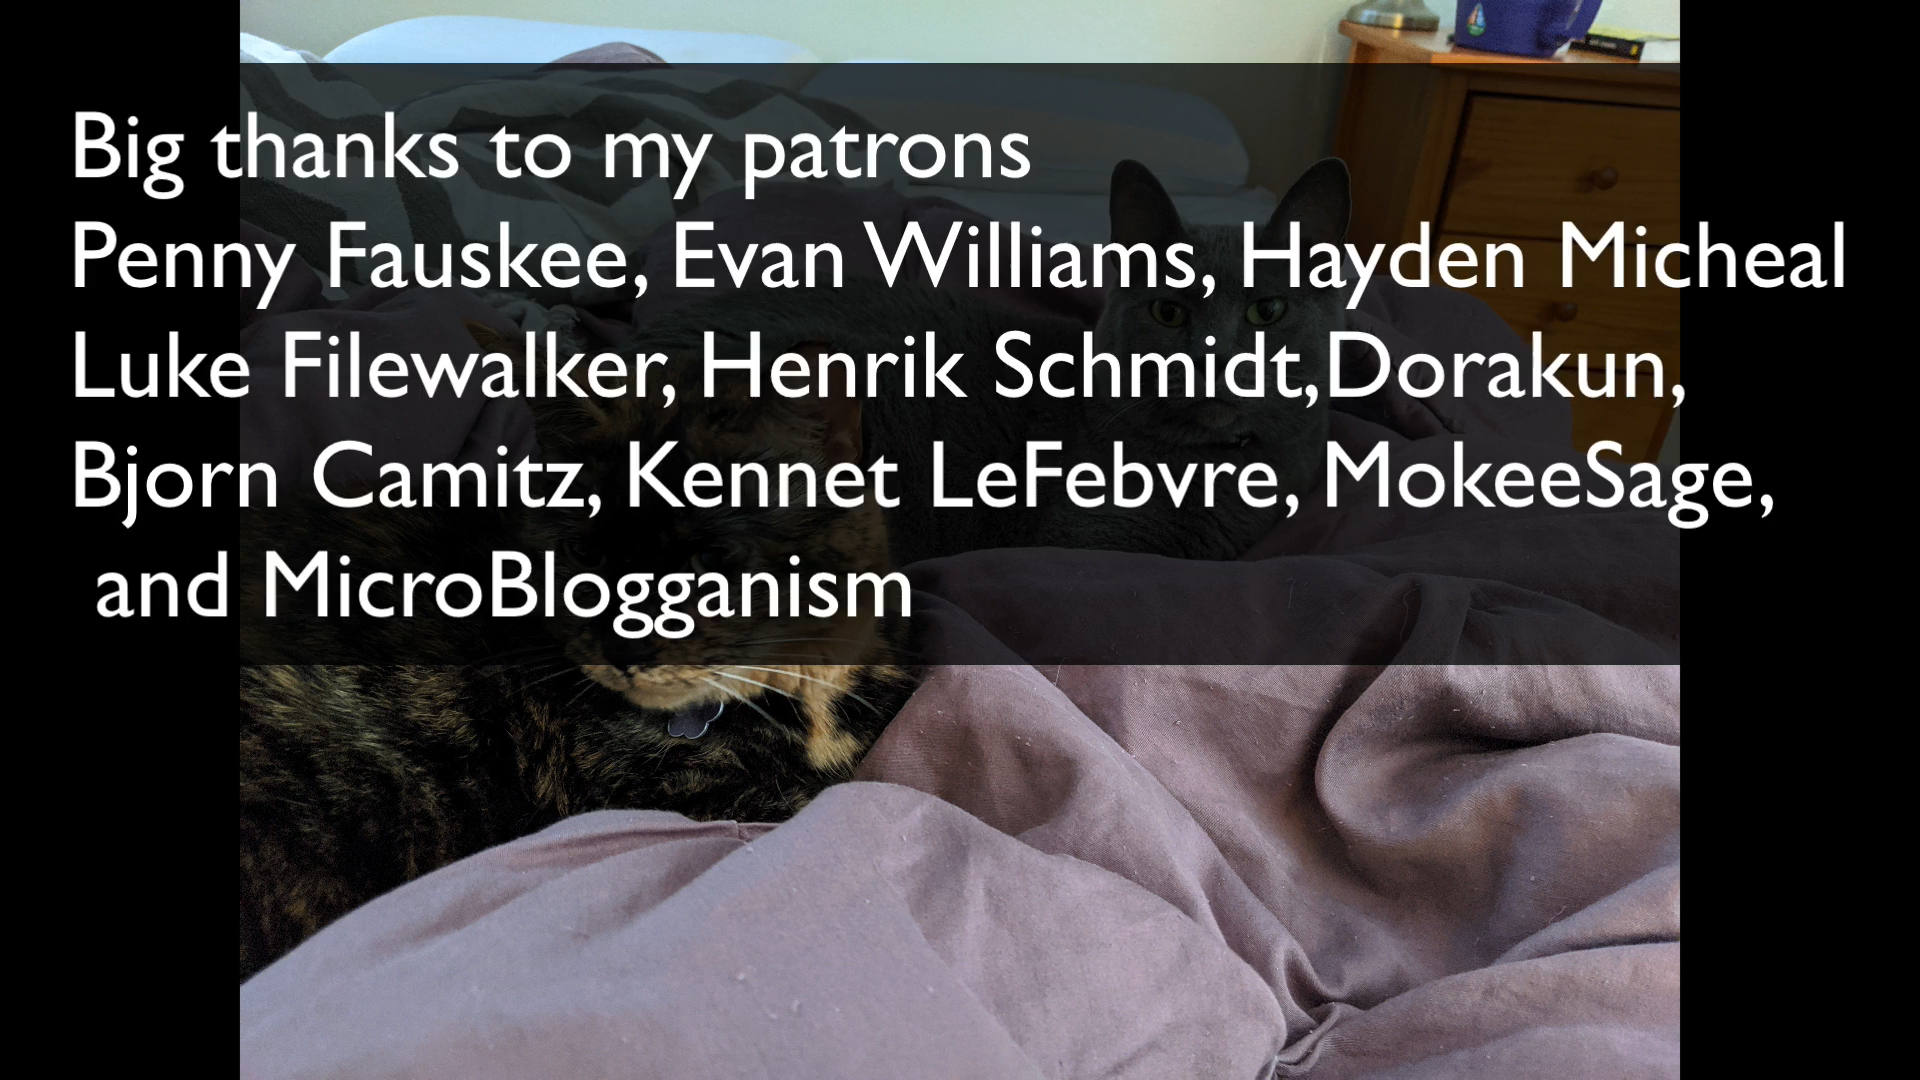 Big thanks to my patrons
Penny Fauskee, Evan Williams, Hayden Micheal
Luke Filewalker, Henrik Schmidt,Dorakun,
Bjorn Camitz, Kennet LeFebvre, MokeeSage,
and MicroBlogganism